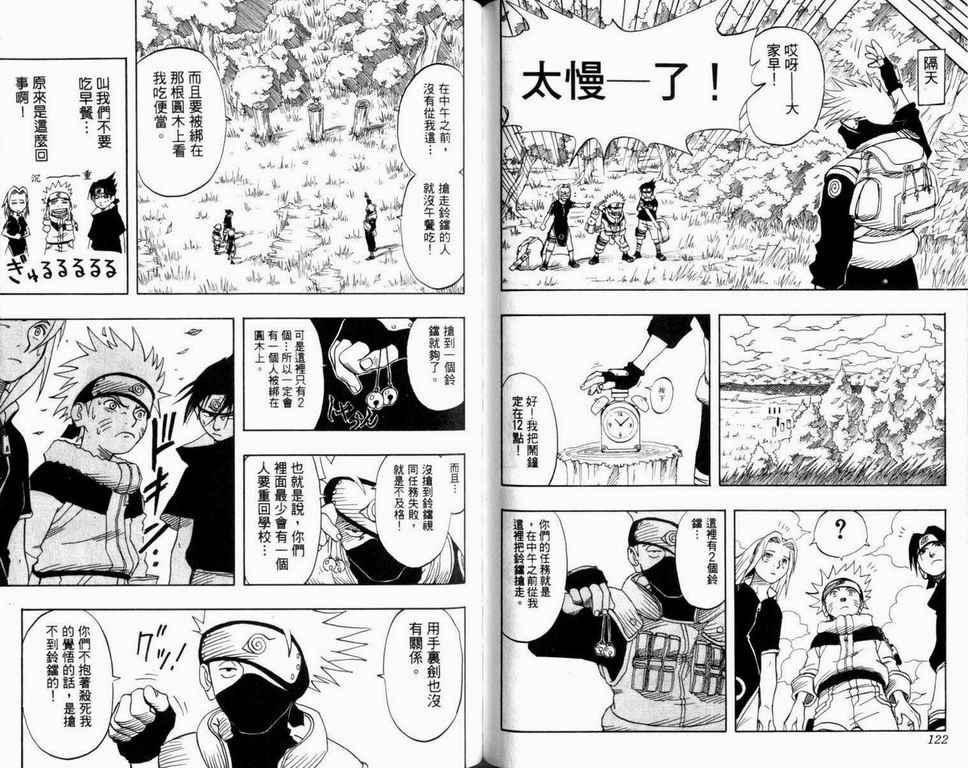 隔天
哎呀—大
家早！
太慢—了！
好！我把鬧鐘
定在12點！
？
這裡有2個鈴
鐺…
你們的任務就是
，在中午之前從我
這裡把鈴鐺搶走。
122
在中午之前，
沒有從我這…
搶走鈴鐺的人
就沒午餐吃！
而且要被綁在
那根圓木上看
我吃便當。
叫我們不要
吃早餐…
原來是這麼回
事啊！
沉—重
ぎゅるるるるる
搶到一個鈴
鐺就夠了。
可是這裡只有2
個…所以一定會
有一個人被綁在
圓木上。
而且…
沒搶到鈴鐺視
同任務失敗，
就是不及格！
也就是說，你們
裡面最少會有一個
人要重回學校…
用手裏劍也沒
有關係。
你們不抱著殺死我
的覺悟的話，是搶
不到鈴鐺的！